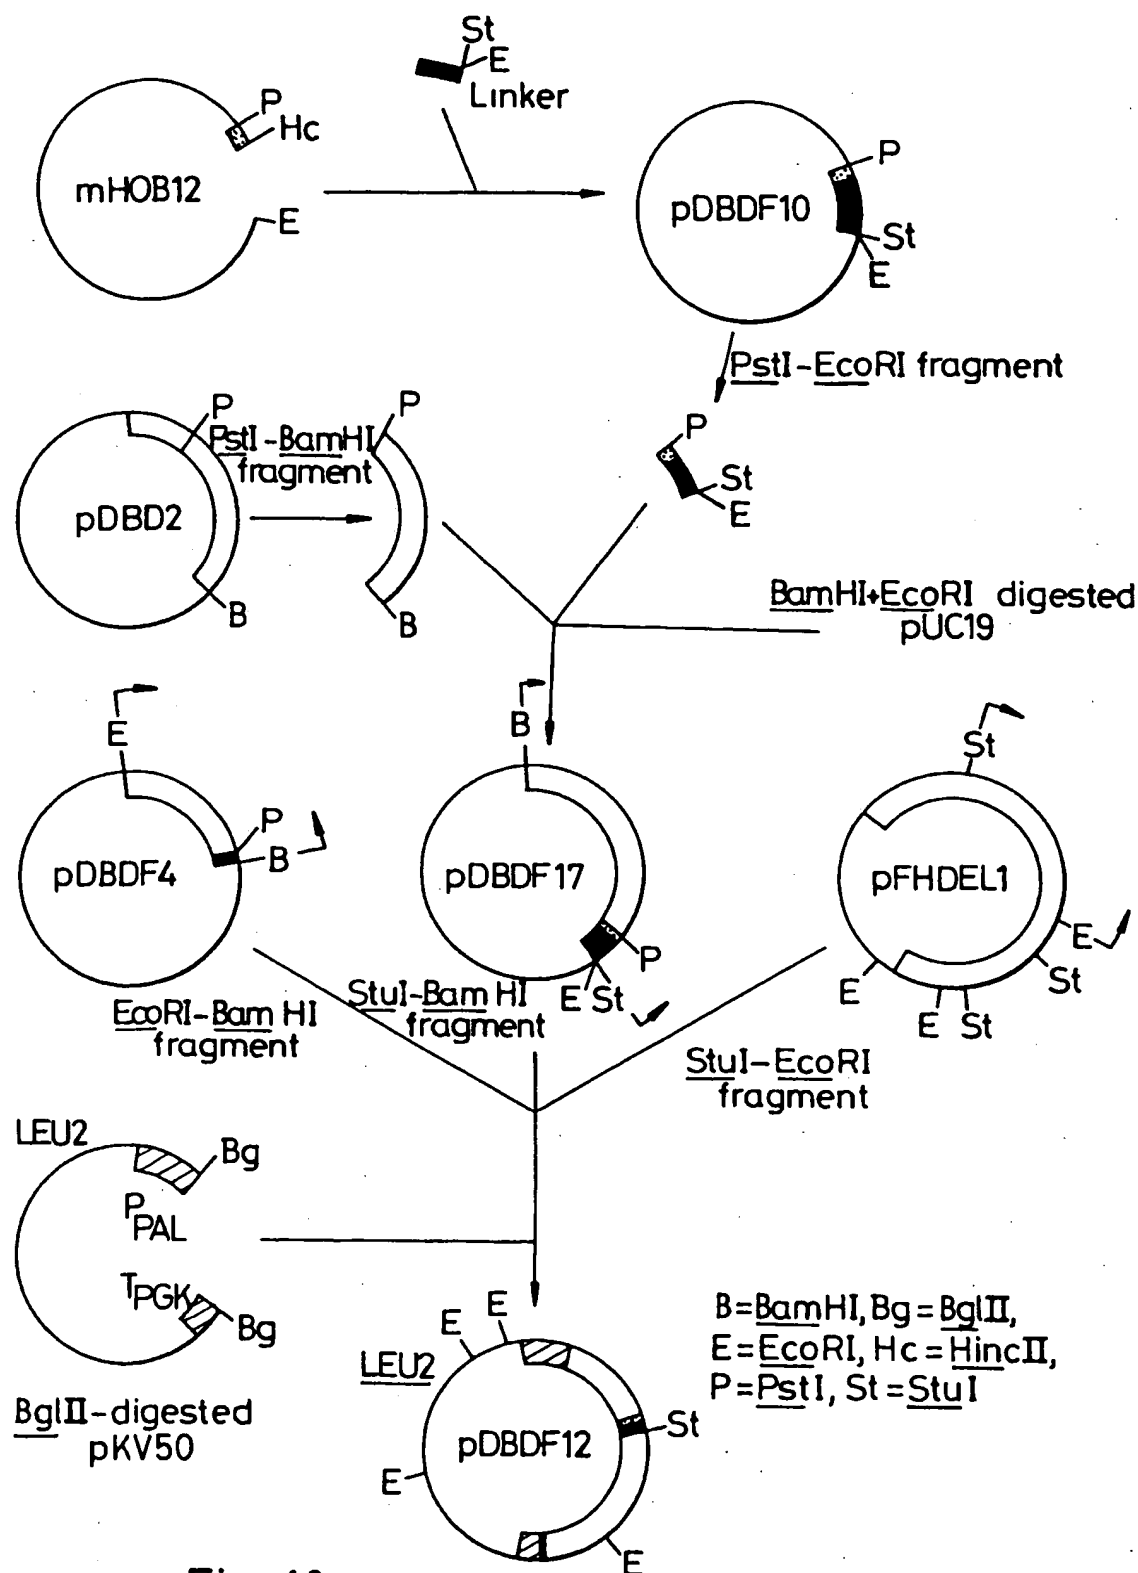 St
E
Linker
P
Hc
mHOB12
E
pDBDF10
P
St
E
PstI-EcoRI fragment
P
PstI-BamHI
fragment
P
pDBD2
B
B
P
St
E
BamHI+EcoRI digested
pUC19
E
P
B
pDBDF4
B
pDBDF17
P
E St
St
pFHDEL1
E
St
E
E
St
EcoRI-Bam HI
fragment
StuI-Bam HI
fragment
StuI-EcoRI
fragment
LEU2
Bg
PPAL
TPGK
Bg
BglII-digested
pKV50
E
E
LEU2
pDBDF12
St
E
E
B=BamHI, Bg=BglII,
E=EcoRI, Hc=HincII,
P=PstI, St=StuI